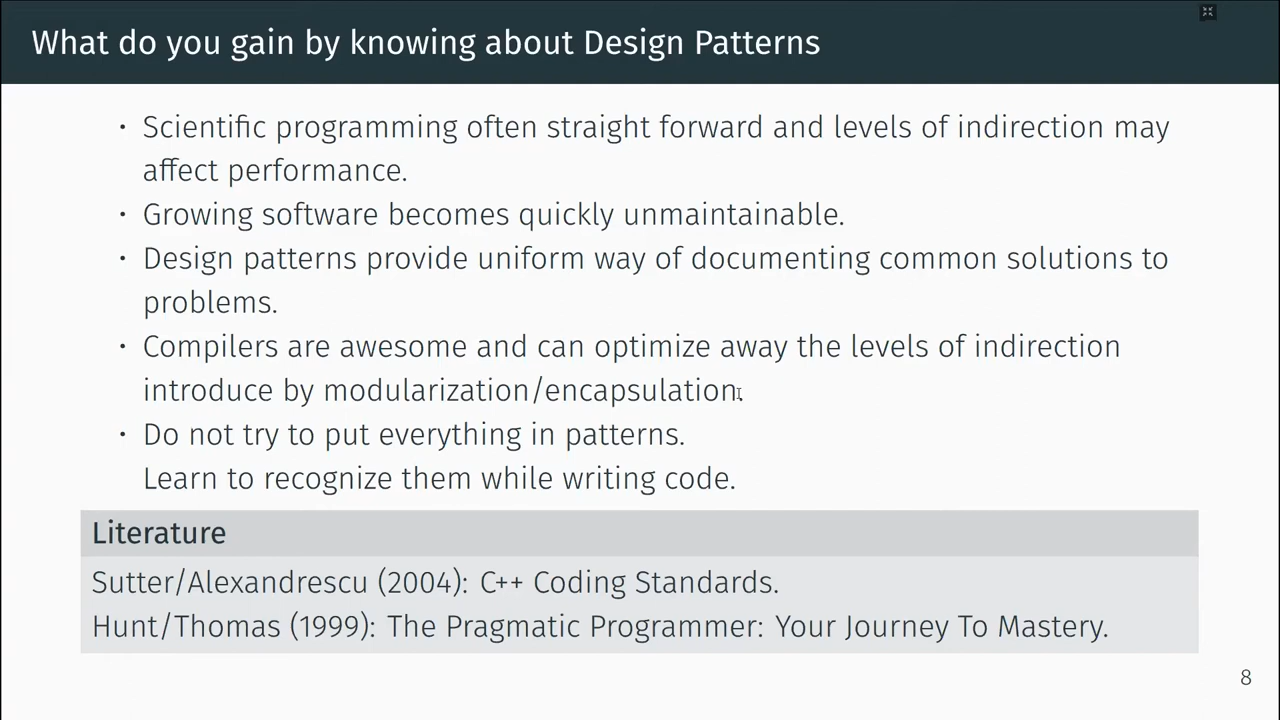 What do you gain by knowing about Design Patterns
· Scientific programming often straight forward and levels of indirection may
affect performance.
· Growing software becomes quickly unmaintainable.
· Design patterns provide uniform way of documenting common solutions to
problems.
· Compilers are awesome and can optimize away the levels of indirection
introduce by modularization/encapsulation.
· Do not try to put everything in patterns.
Learn to recognize them while writing code.
Literature
Sutter/Alexandrescu (2004): C++ Coding Standards.
Hunt/Thomas (1999): The Pragmatic Programmer: Your Journey To Mastery.
8